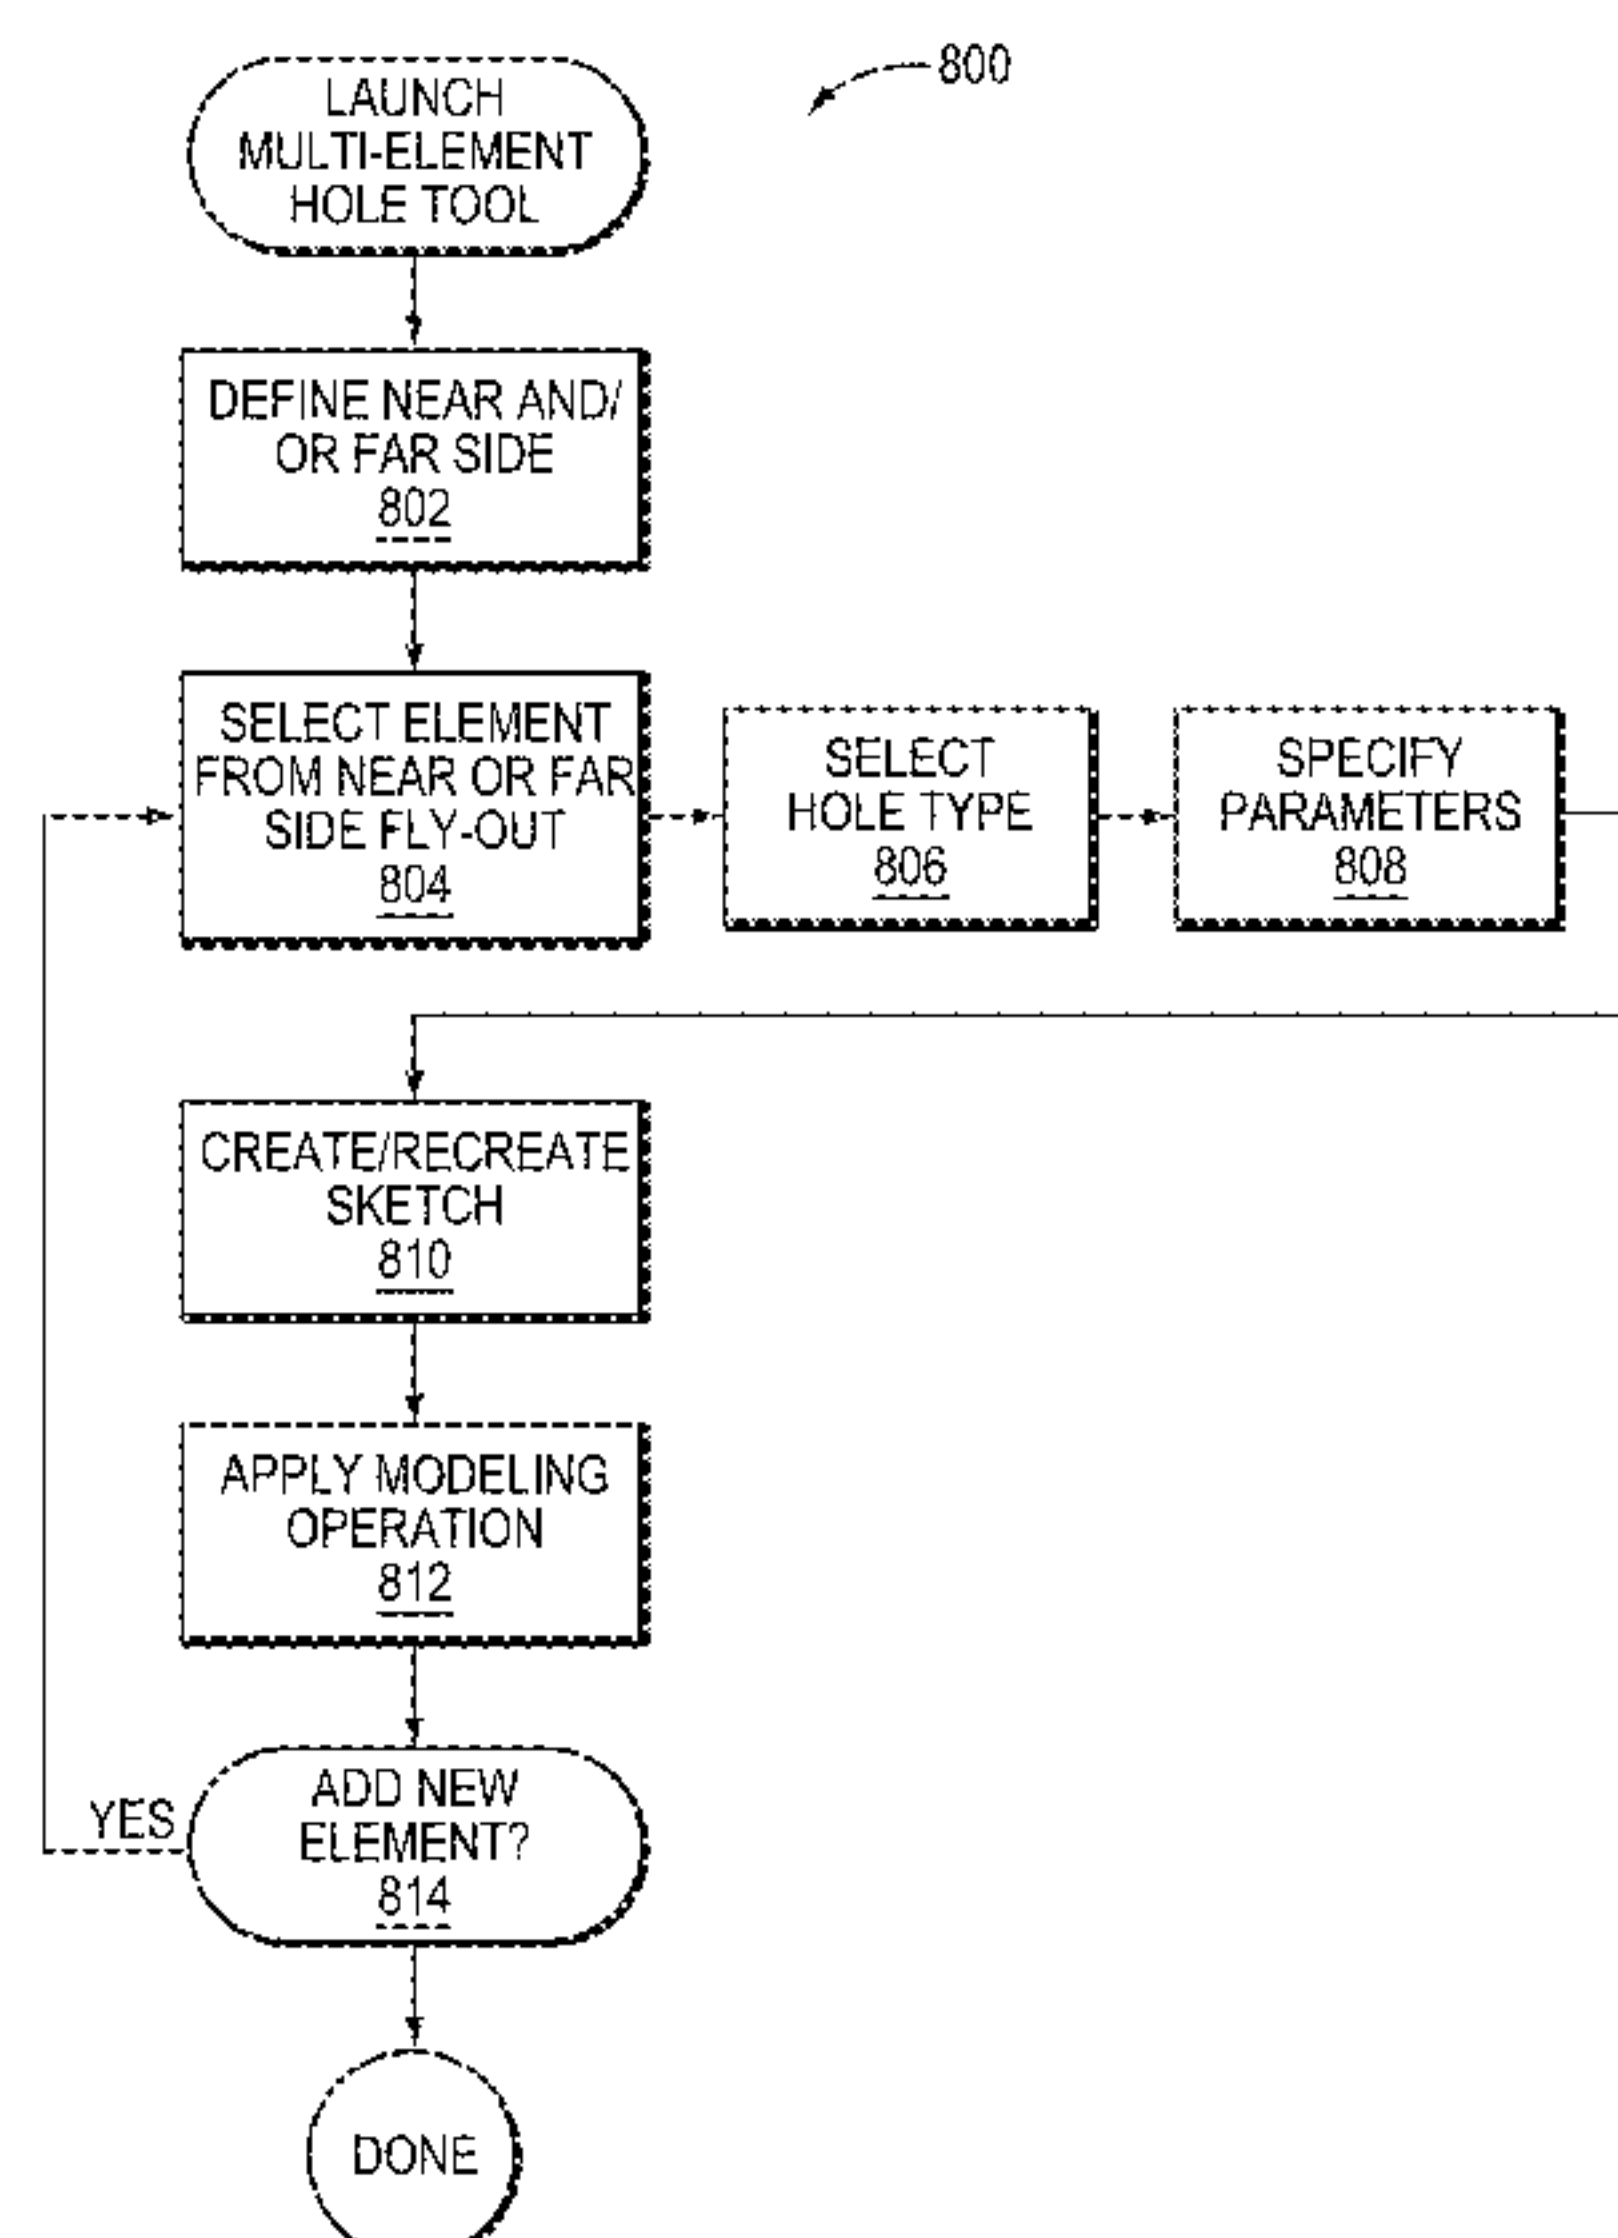 800
LAUNCH
MULTI-ELEMENT
HOLE TOOL
DEFINE NEAR AND/
OR FAR SIDE
802
SELECT ELEMENT
FROM NEAR OR FAR
SIDE FLY-OUT
804
SELECT
HOLE TYPE
806
SPECIFY
PARAMETERS
808
CREATE/RECREATE
SKETCH
810
APPLY MODELING
OPERATION
812
ADD NEW
ELEMENT?
814
YES
DONE